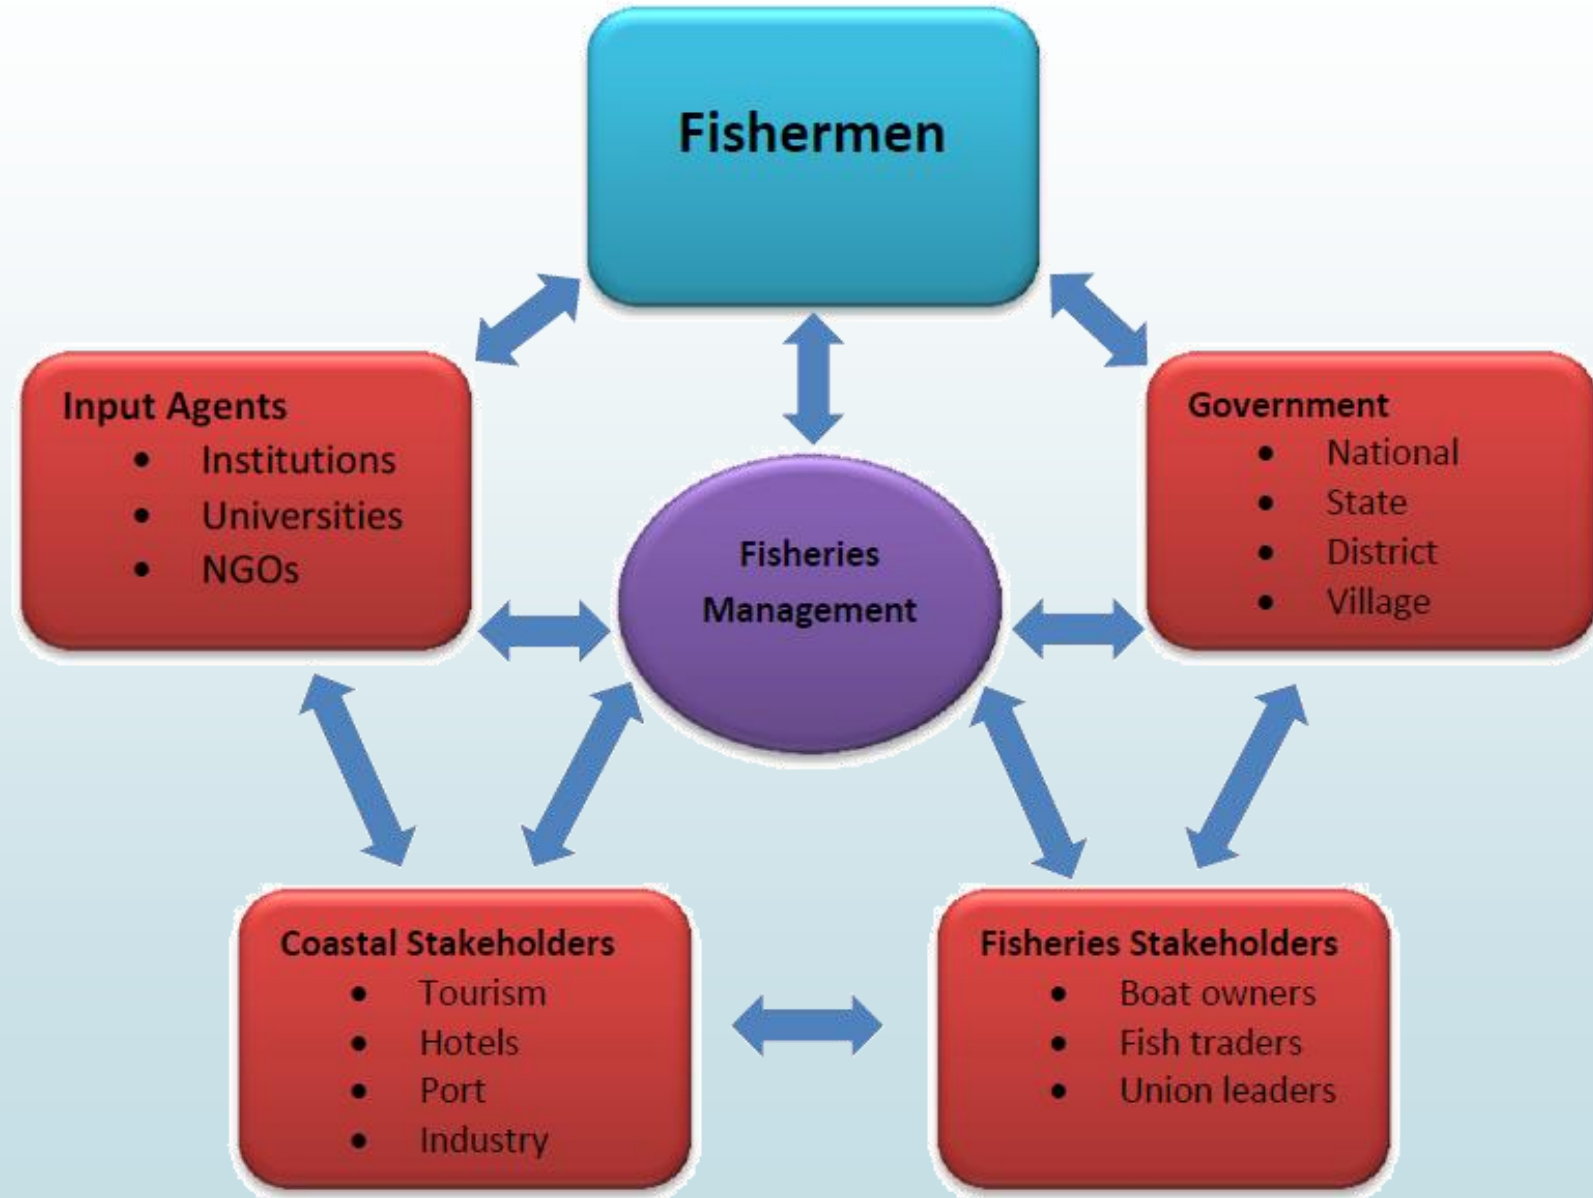 Fishermen
Input Agents
• Institutions
• Universities
• NGOs
Government
• National
• State
• District
• Village
Fisheries
Management
Coastal Stakeholders
• Tourism
• Hotels
• Port
• Industry
Fisheries Stakeholders
• Boat owners
• Fish traders
• Union leaders